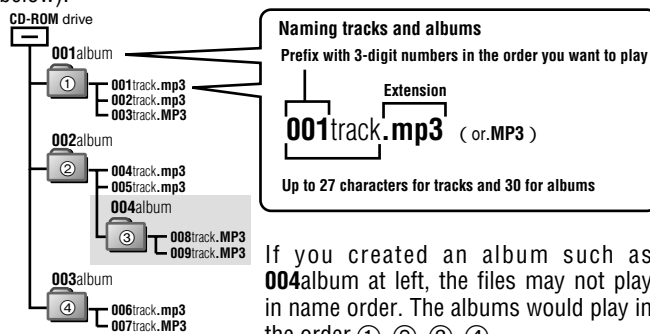 below).
CD-ROM drive
001album
①
001track.mp3
002track.mp3
003track.MP3
002album
②
004track.mp3
005track.mp3
004album
③
008track.MP3
009track.MP3
003album
④
006track.mp3
007track.MP3
Naming tracks and albums
Prefix with 3-digit numbers in the order you want to play
Extension
001track.mp3 (or.MP3)
Up to 27 characters for tracks and 30 for albums
If you created an album such as
004album at left, the files may not play
in name order. The albums would play in
the order ①, ②, ③, ④.